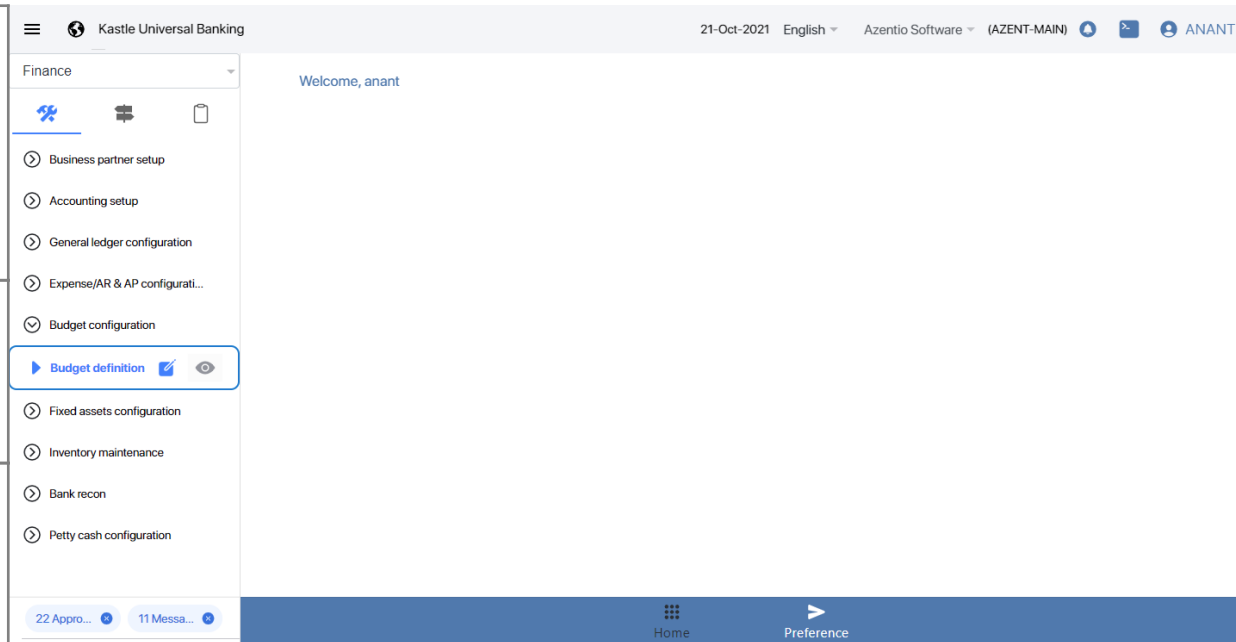 Kastle Universal Banking
21-Oct-2021 English Azentio Software (AZENT-MAIN) ANANT
Finance
Welcome, anant
Business partner setup
Accounting setup
General ledger configuration
Expense/AR & AP configurati...
Budget configuration
Budget definition
Fixed assets configuration
Inventory maintenance
Bank recon
Petty cash configuration
22 Appro... 11 Messa...
Home Preference